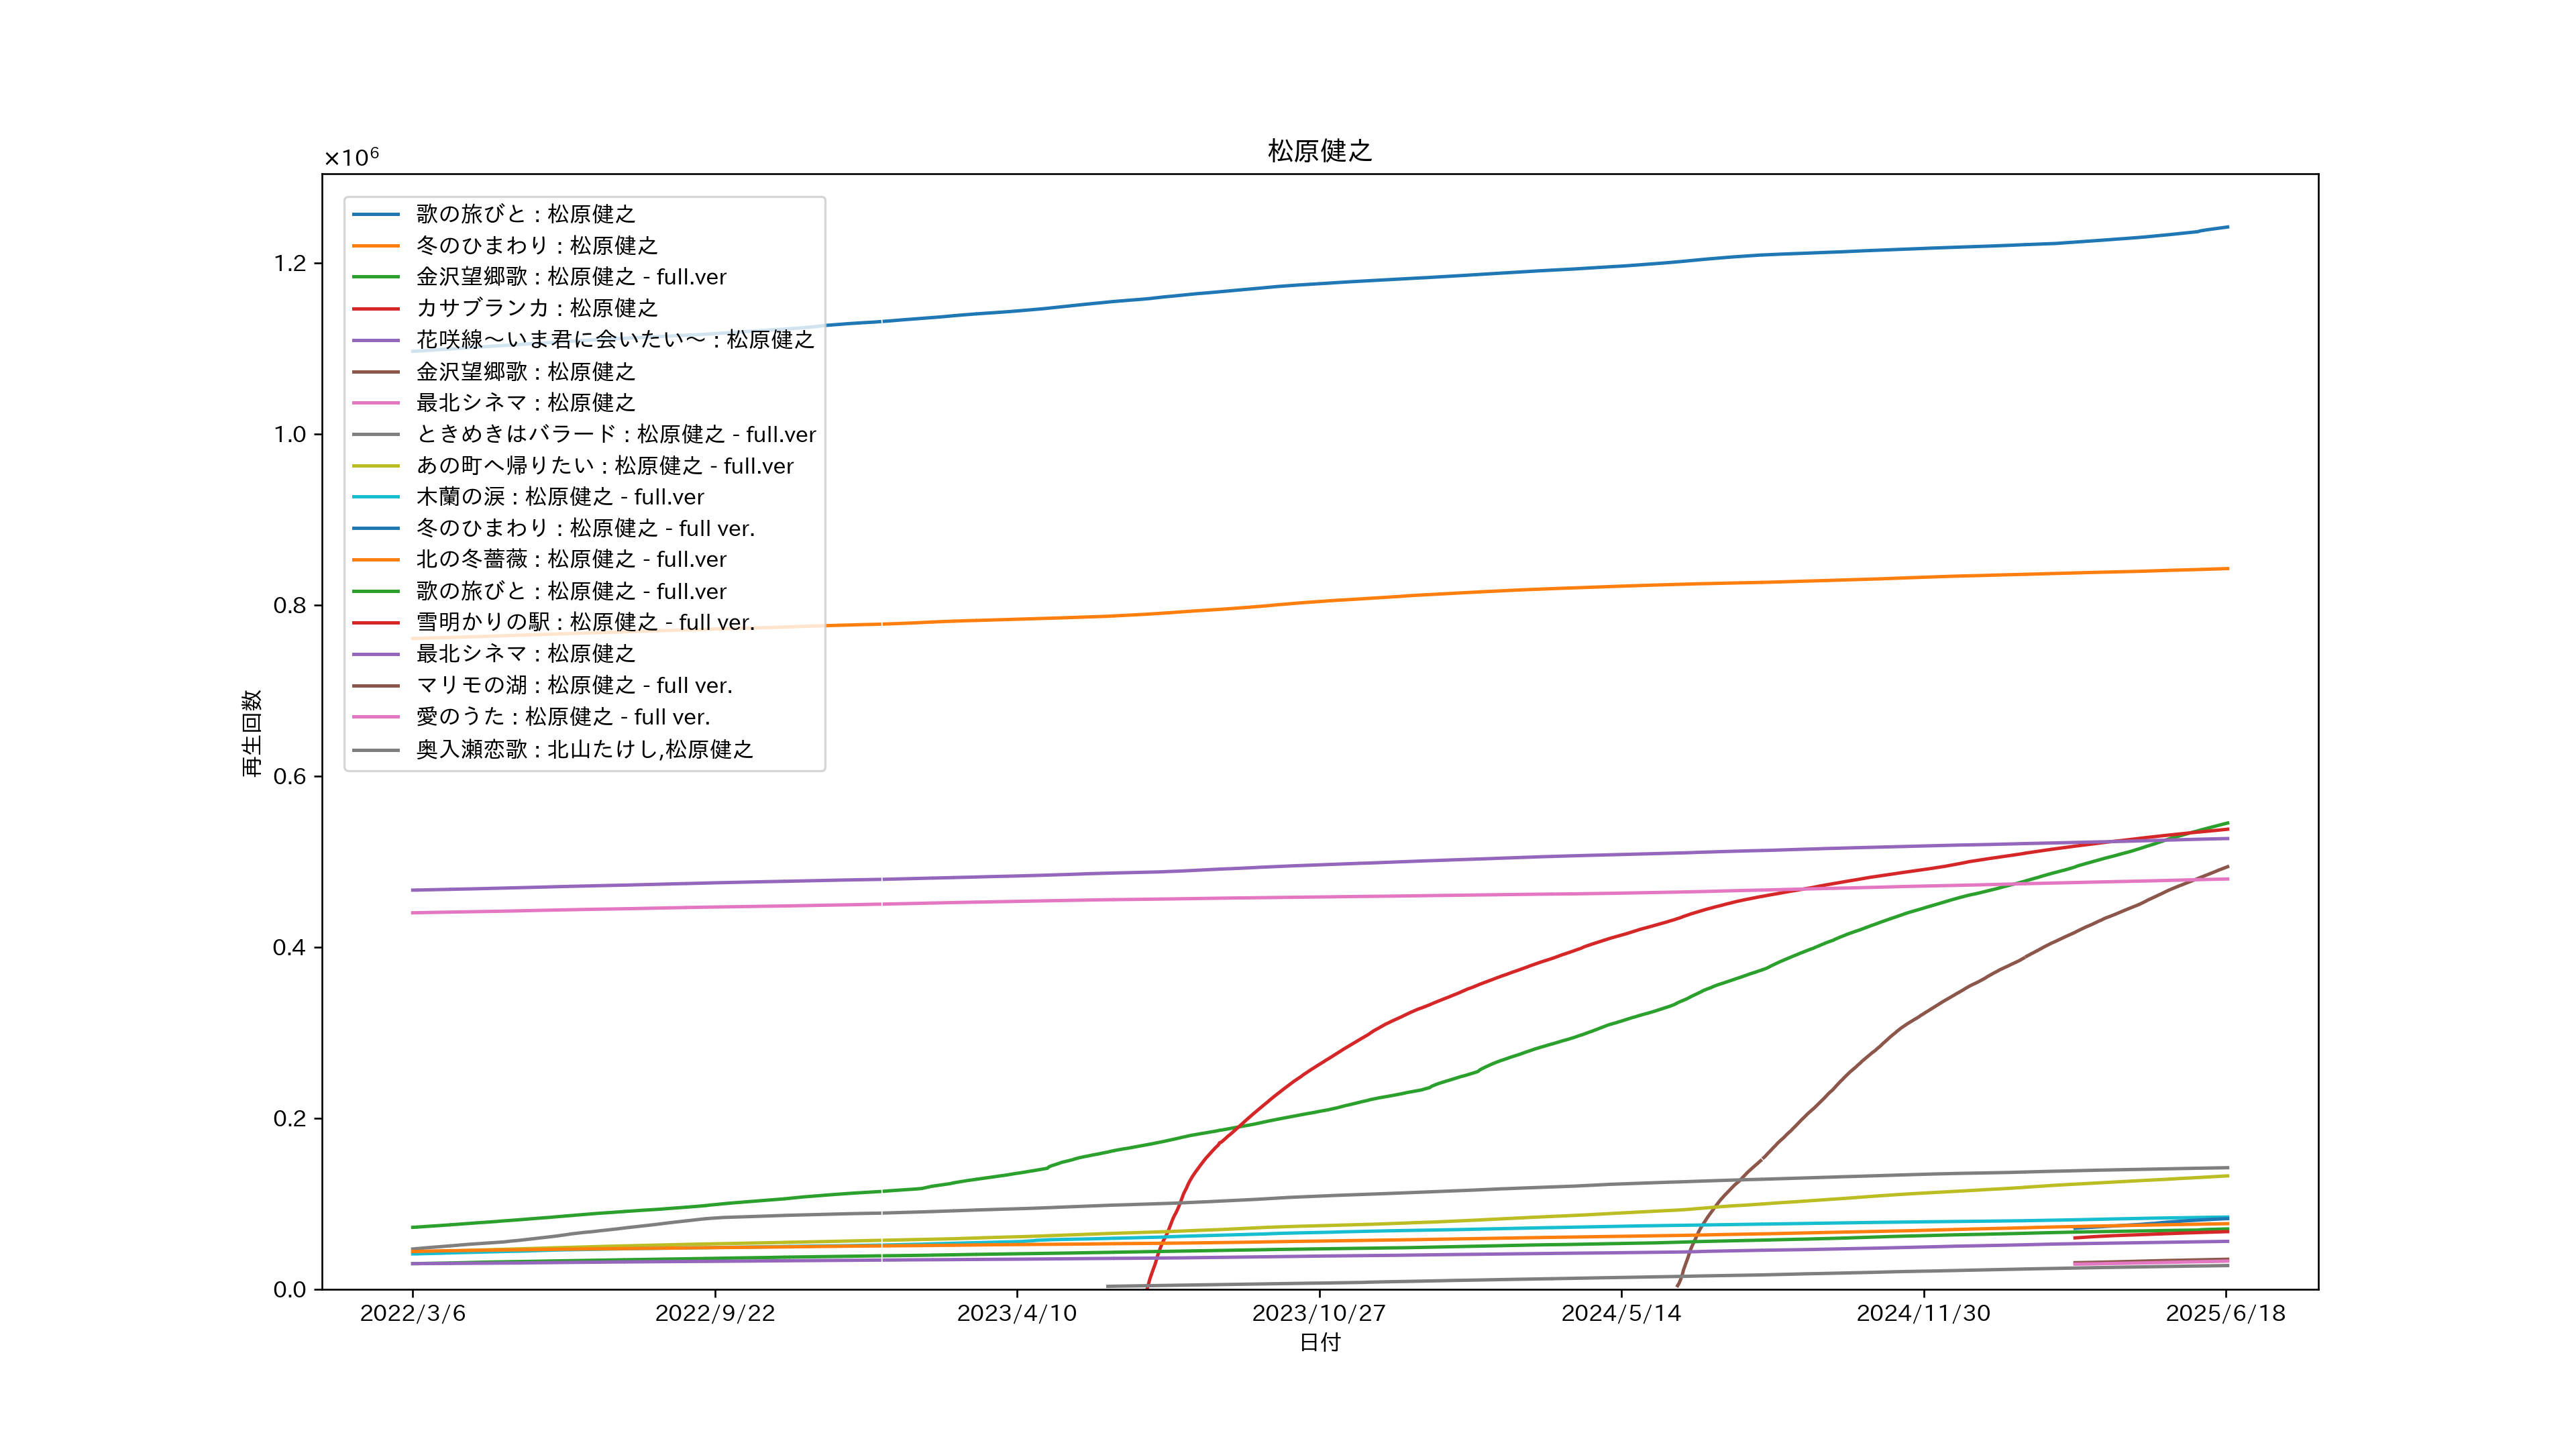 松原健之
×10⁶
歌の旅びと : 松原健之
冬のひまわり : 松原健之
金沢望郷歌 : 松原健之 - full.ver
カサブランカ : 松原健之
花咲線～いま君に会いたい～ : 松原健之
金沢望郷歌 : 松原健之
最北シネマ : 松原健之
ときめきはバラード : 松原健之 - full.ver
あの町へ帰りたい : 松原健之 - full.ver
木蘭の涙 : 松原健之 - full.ver
冬のひまわり : 松原健之 - full ver.
北の冬薔薇 : 松原健之 - full.ver
歌の旅びと : 松原健之 - full.ver
雪明かりの駅 : 松原健之 - full ver.
最北シネマ : 松原健之
マリモの湖 : 松原健之 - full ver.
愛のうた : 松原健之 - full ver.
奥入瀬恋歌 : 北山たけし,松原健之
1.2
1.0
0.8
0.6
0.4
0.2
0.0
再生回数
2022/3/6
2022/9/22
2023/4/10
2023/10/27
2024/5/14
2024/11/30
2025/6/18
日付